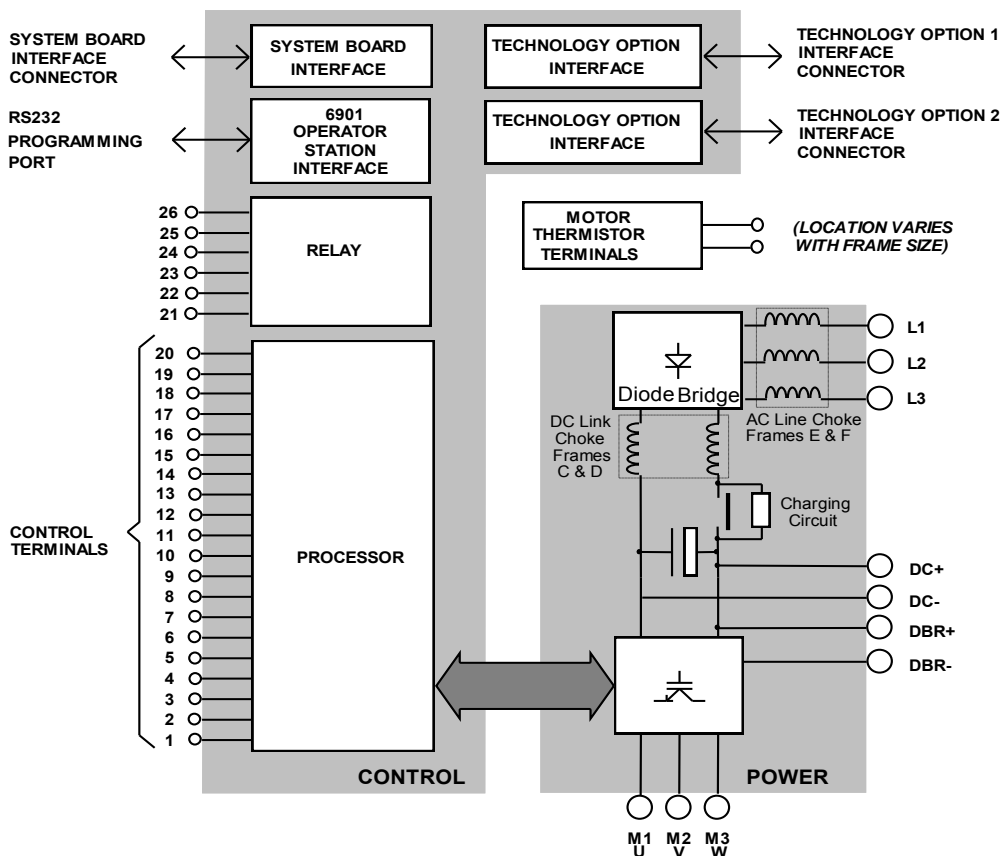 SYSTEM BOARD
INTERFACE
CONNECTOR
SYSTEM BOARD
INTERFACE
TECHNOLOGY OPTION
INTERFACE
TECHNOLOGY OPTION 1
INTERFACE
CONNECTOR
RS232
PROGRAMMING
PORT
6901
OPERATOR
STATION
INTERFACE
TECHNOLOGY OPTION
INTERFACE
TECHNOLOGY OPTION 2
INTERFACE
CONNECTOR
26
25
24
23
22
21
RELAY
MOTOR
THERMISTOR
TERMINALS
(LOCATION VARIES
WITH FRAME SIZE)
CONTROL
TERMINALS
20
19
18
17
16
15
14
13
12
11
10
9
8
7
6
5
4
3
2
1
PROCESSOR
CONTROL
Diode Bridge
L1
L2
L3
DC Link
Choke
Frames
C & D
AC Line Choke
Frames E & F
Charging
Circuit
DC+
DC-
DBR+
DBR-
POWER
M1 M2 M3
U V W